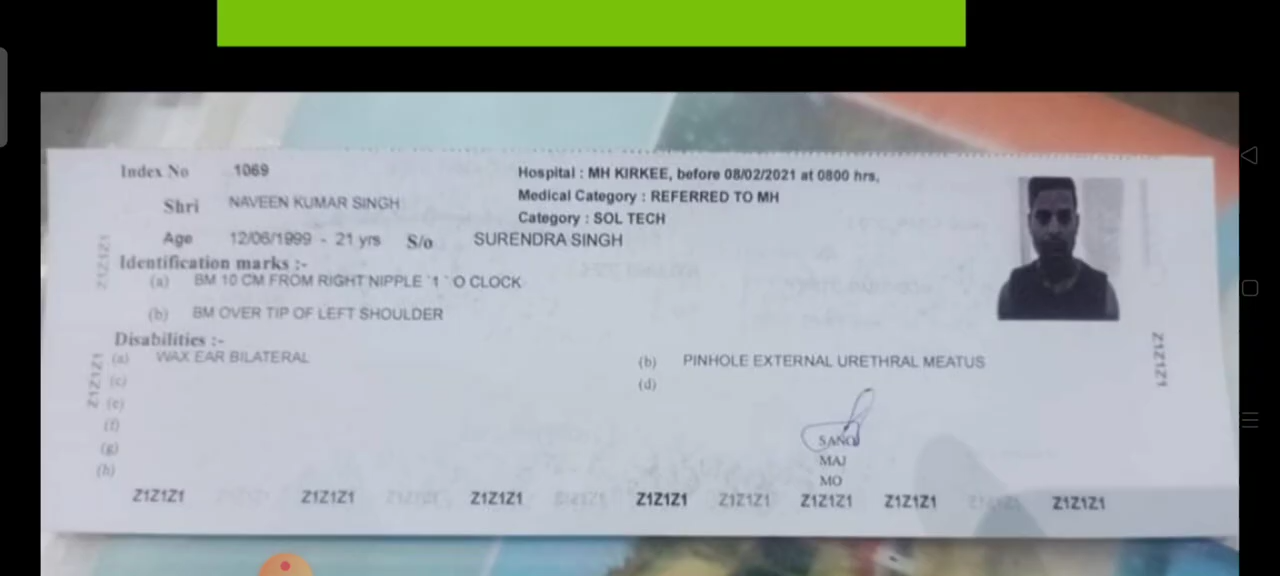 Index No 1069
Hospital : MH KIRKEE, before 08/02/2021 at 0800 hrs.
Shri NAVEEN KUMAR SINGH
Medical Category : REFERRED TO MH
Category : SOL TECH
Age 12/06/1999 - 21 yrs S/o SURENDRA SINGH
Identification marks :-
(a) BM 10 CM FROM RIGHT NIPPLE `1` O CLOCK
(b) BM OVER TIP OF LEFT SHOULDER
Disabilities :-
(a) WAX EAR BILATERAL (b) PINHOLE EXTERNAL URETHRAL MEATUS
(c) (d)
(e)
(f)
(g)
(h)
MAJ
MO
Z1Z1Z1 Z1Z1Z1 Z1Z1Z1 Z1Z1Z1 Z1Z1Z1 Z1Z1Z1 Z1Z1Z1 Z1Z1Z1
Z1Z1Z1
Z1Z1Z1
Z1Z1Z1